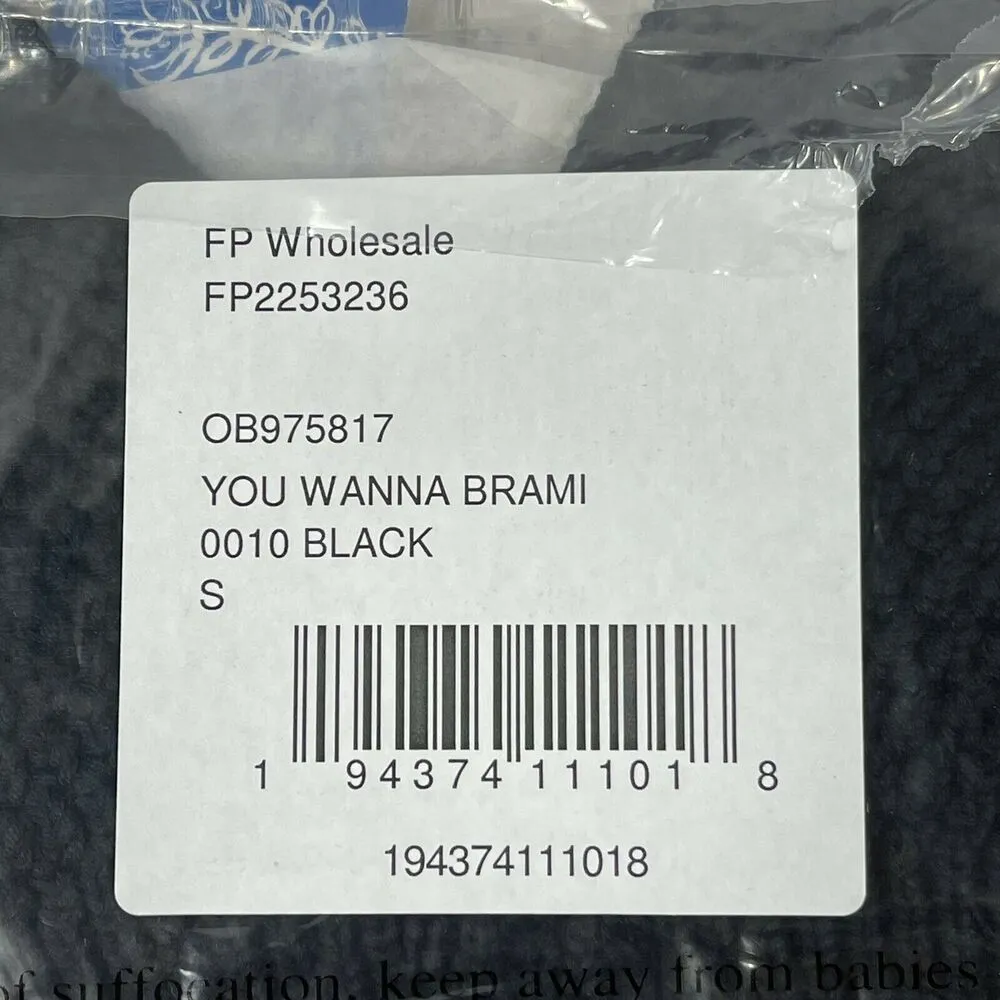 FP Wholesale
FP2253236
OB975817
YOU WANNA BRAMI
0010 BLACK
S
1 94374 11101 8
194374111018
of suffocation, keep away from babies